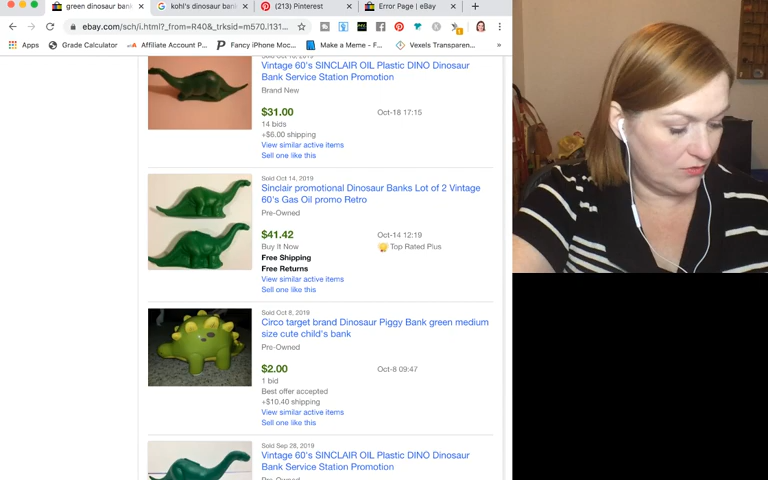 green dinosaur ban
kohl's dinosaur ban
(213) Pinterest
Error Page | eBay
ebay.com/sch/i.html?_from=R40&_trksid=m570.l131...
Apps
Grade Calculator
Affiliate Account P...
Fancy iPhone Moc...
Make a Meme - F...
Vexels Transparen...
Vintage 60's SINCLAIR OIL Plastic DINO Dinosaur
Bank Service Station Promotion
Brand New
$31.00
Oct-18 17:15
14 bids
+$6.00 shipping
View similar active items
Sell one like this
Sold Oct 14, 2019
Sinclair promotional Dinosaur Banks Lot of 2 Vintage
60's Gas Oil promo Retro
Pre-Owned
$41.42
Oct-14 12:19
Buy It Now
Top Rated Plus
Free Shipping
Free Returns
View similar active items
Sell one like this
Sold Oct 8, 2019
Circo target brand Dinosaur Piggy Bank green medium
size cute child's bank
Pre-Owned
$2.00
Oct-8 09:47
1 bid
Best offer accepted
+$10.40 shipping
View similar active items
Sell one like this
Sold Sep 28, 2019
Vintage 60's SINCLAIR OIL Plastic DINO Dinosaur
Bank Service Station Promotion